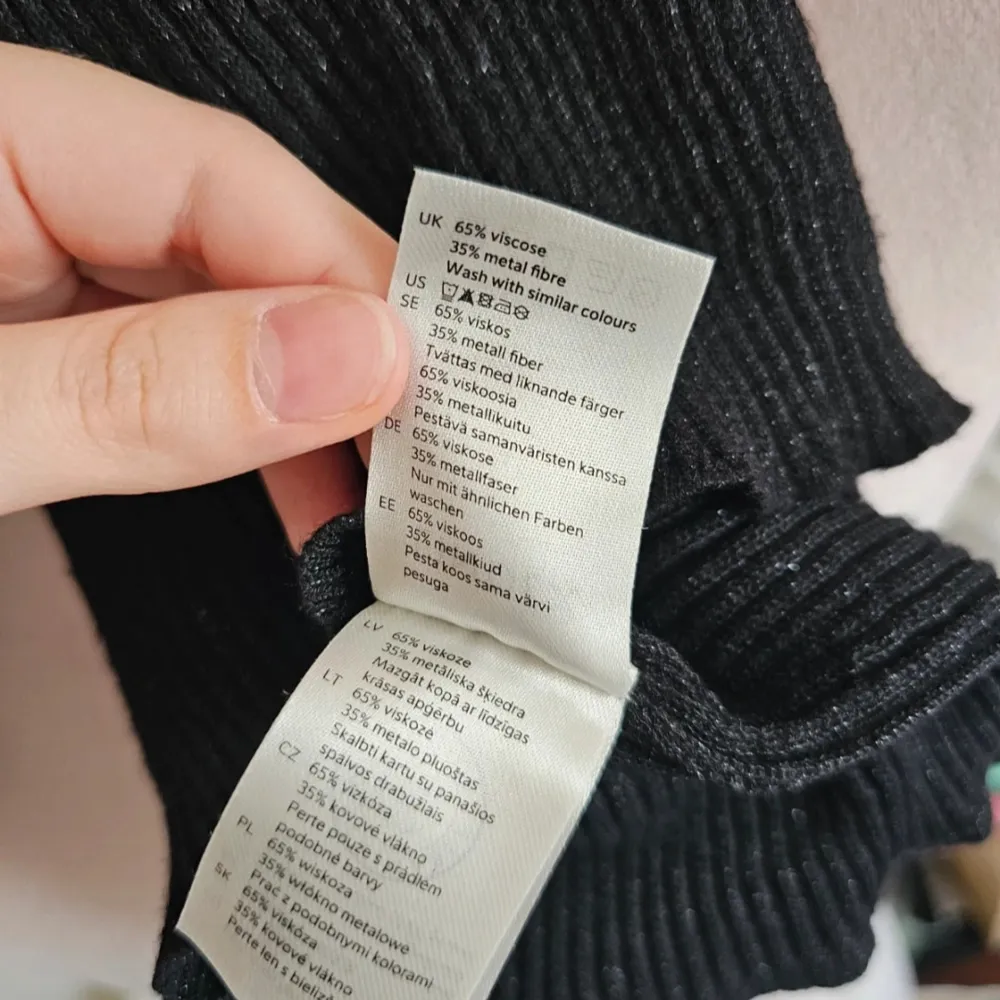 UK 65% viscose
35% metal fibre
Wash with similar colours
US
SE 65% viskos
35% metall fiber
Tvättas med liknande färger
65% viskoosia
35% metallikuitu
Pestävä samanväristen kanssa
DE 65% viskose
35% metallfaser
Nur mit ähnlichen Farben
waschen
EE 65% viskoos
35% metallkiud
Pesta koos sama värvi
pesuga
LV 65% viskoze
35% metāliska šķiedra
Mazgāt kopā ar līdzīgas
krāsas apģērbu
LT 65% viskozė
35% metalo pluoštas
Skalbti kartu su panašios
spalvos drabužiais
CZ 65% vizkóza
35% kovové vlákno
Perte pouze s prádlem
podobné barvy
PL 65% wiskoza
35% włókno metalowe
Prać z podobnymi kolorami
SK 65% viskóza
35% kovové vlákno
Perte len s